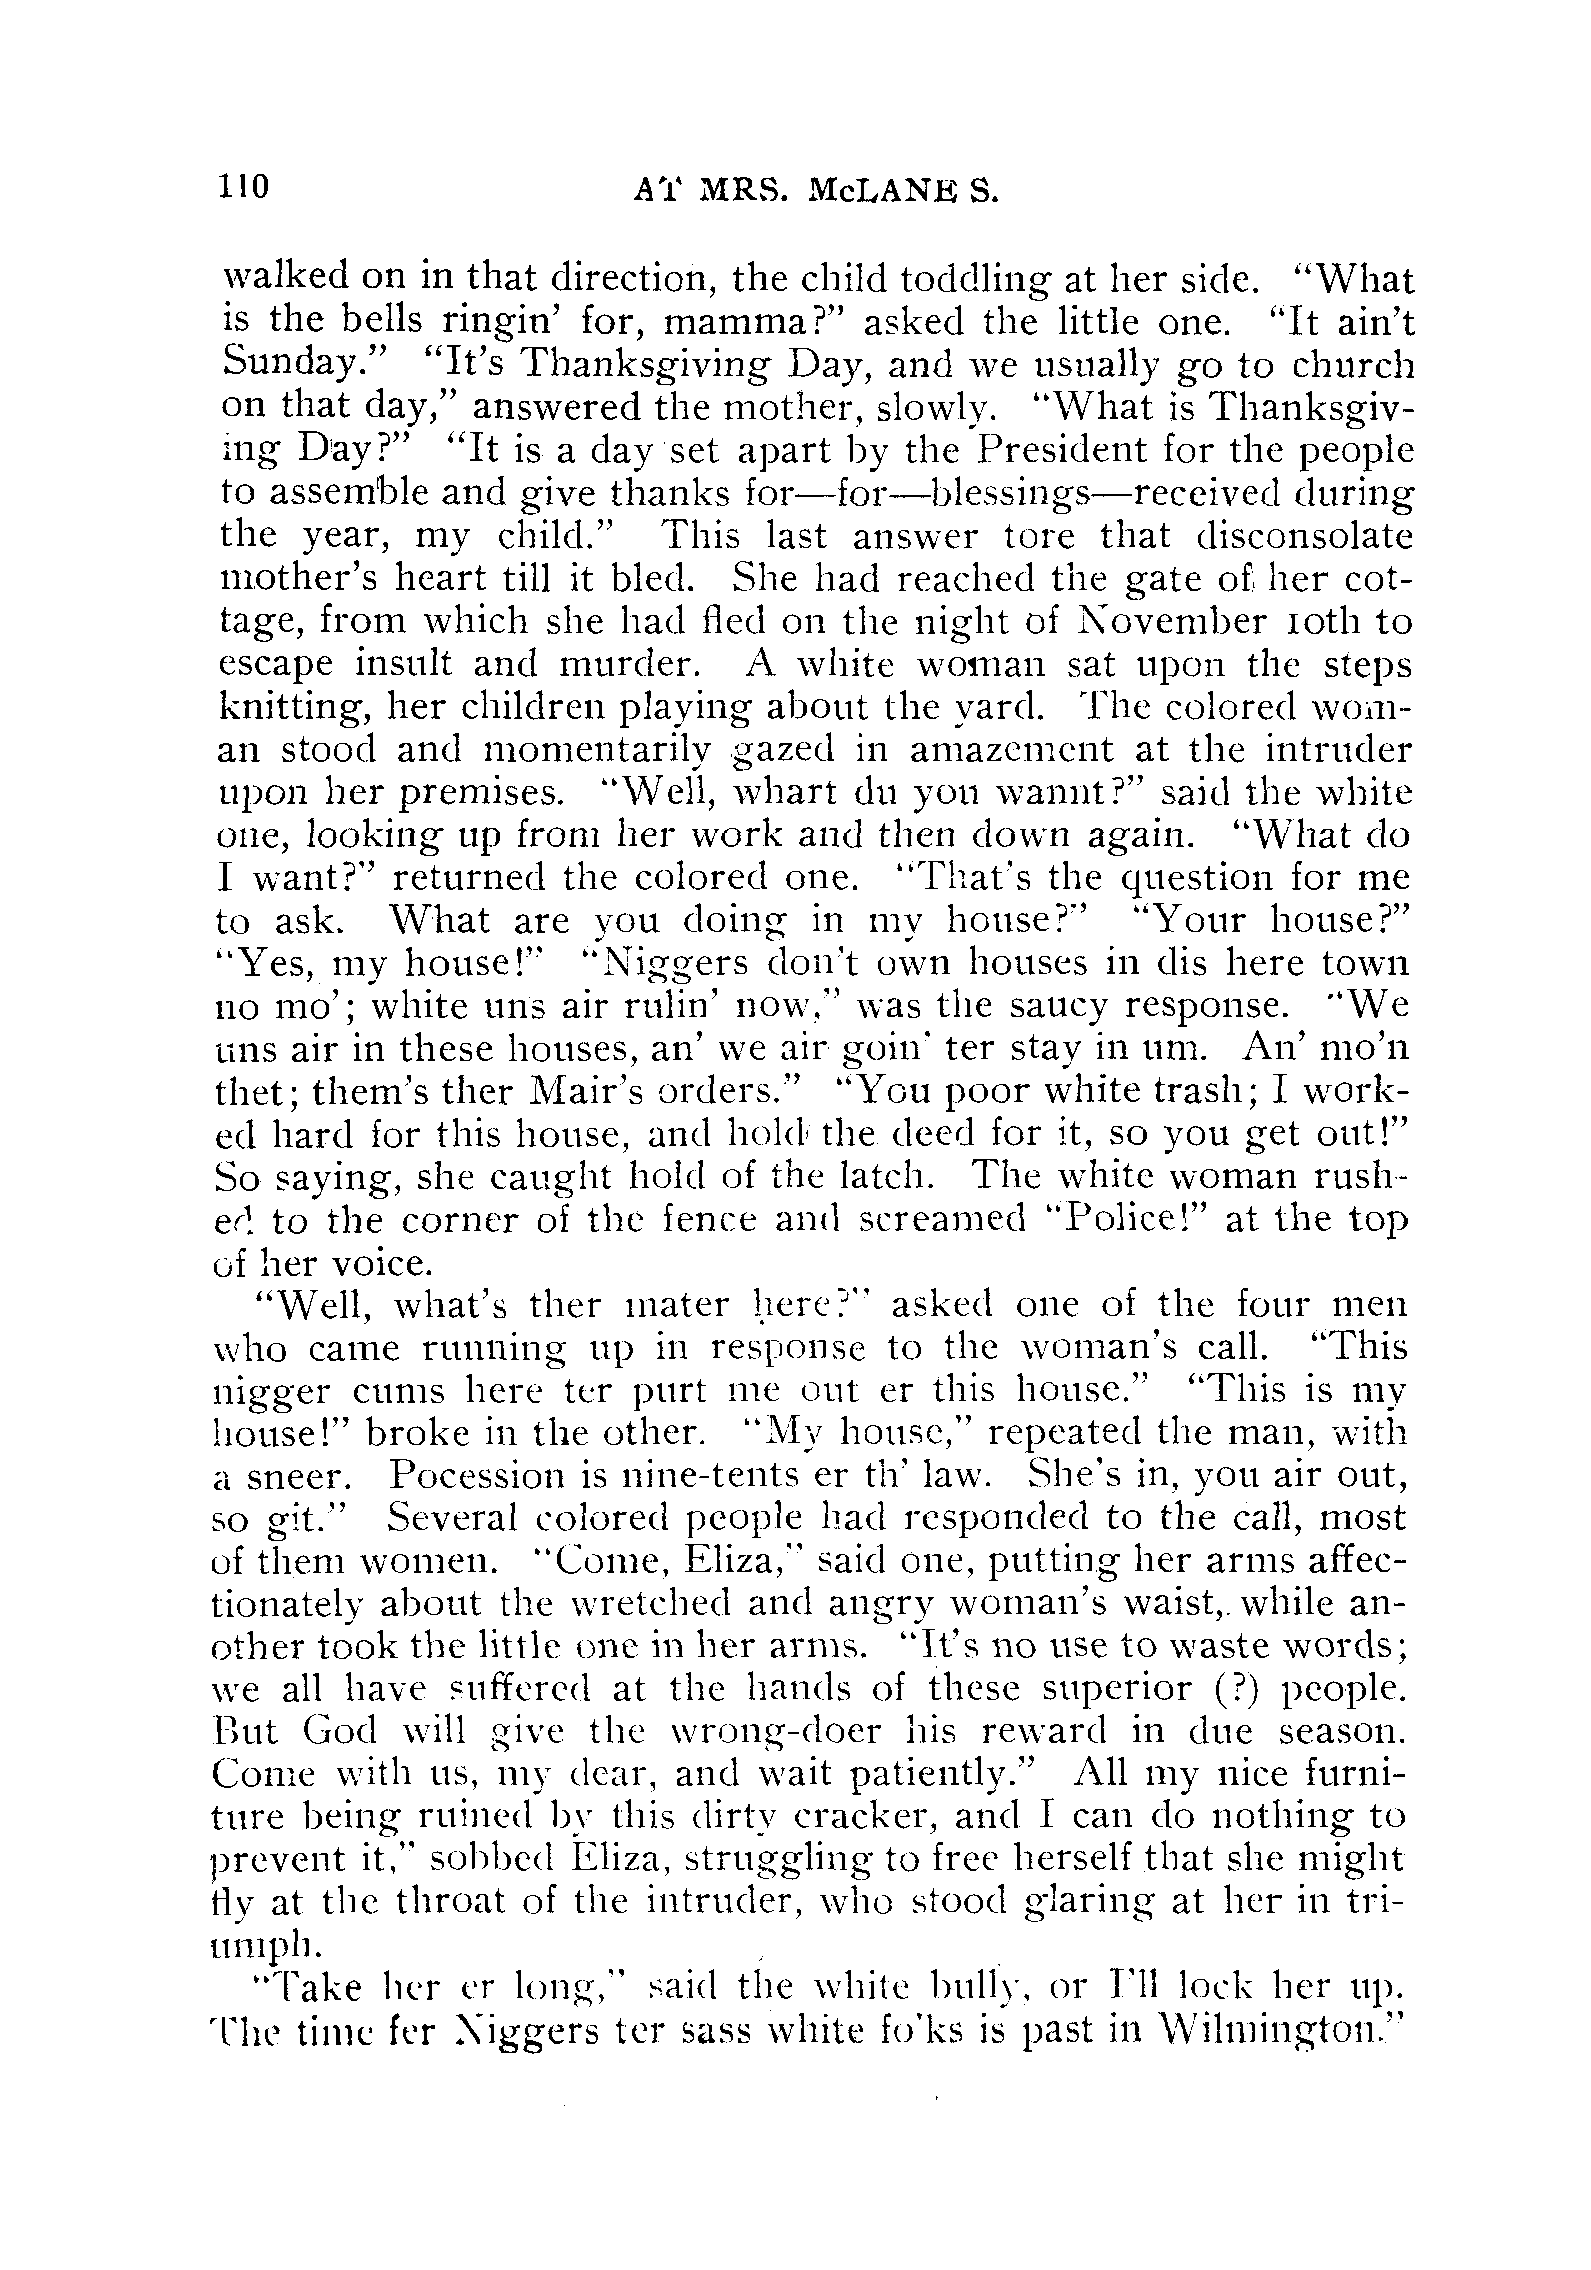 110 AT MRS. McLANE S.
walked on in that direction, the child toddling at her side. “What
is the bells ringin’ for, mamma?” asked the little one. “It ain’t
Sunday.” “It’s Thanksgiving Day, and we usually go to church
on that day,” answered the mother, slowly. “What is Thanksgiv-
ing Day?” “It is a day set apart by the President for the people
to assemble and give thanks for—for—blessings—received during
the year, my child.” This last answer tore that disconsolate
mother’s heart till it bled. She had reached the gate of her cot-
tage, from which she had fled on the night of November 10th to
escape insult and murder. A white woman sat upon the steps
knitting, her children playing about the yard. The colored wom-
an stood and momentarily gazed in amazement at the intruder
upon her premises. “Well, whart du you wannt?” said the white
one, looking up from her work and then down again. “What do
I want?” returned the colored one. “That’s the question for me
to ask. What are you doing in my house?” “Your house?”
“Yes, my house!” “Niggers don’t own houses in dis here town
no mo’; white uns air rulin’ now,” was the saucy response. “We
uns air in these houses, an’ we air goin’ ter stay in um. An’ mo’n
thet; them’s ther Mair’s orders.” “You poor white trash; I work-
ed hard for this house, and hold the deed for it, so you get out!”
So saying, she caught hold of the latch. The white woman rush-
ed to the corner of the fence and screamed “Police!” at the top
of her voice.
“Well, what’s ther mater here?” asked one of the four men
who came running up in response to the woman’s call. “This
nigger cums here ter purt me out er this house.” “This is my
house!” broke in the other. “My house,” repeated the man, with
a sneer. Pocession is nine-tents er th’ law. She’s in, you air out,
so git.” Several colored people had responded to the call, most
of them women. “Come, Eliza,” said one, putting her arms affec-
tionately about the wretched and angry woman’s waist, while an-
other took the little one in her arms. “It’s no use to waste words;
we all have suffered at the hands of these superior (?) people.
But God will give the wrong-doer his reward in due season.
Come with us, my dear, and wait patiently.” All my nice furni-
ture being ruined by this dirty cracker, and I can do nothing to
prevent it,” sobbed Eliza, struggling to free herself that she might
fly at the throat of the intruder, who stood glaring at her in tri-
umph.
“Take her er long,” said the white bully, or I’ll lock her up.
The time fer Niggers ter sass white fo’ks is past in Wilmington.”